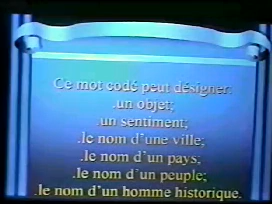 Ce mot codé peut désigner:
.un objet;
.un sentiment;
.le nom d'une ville;
.le nom d'un pays;
.le nom d'un peuple;
.le nom d'un homme historique.